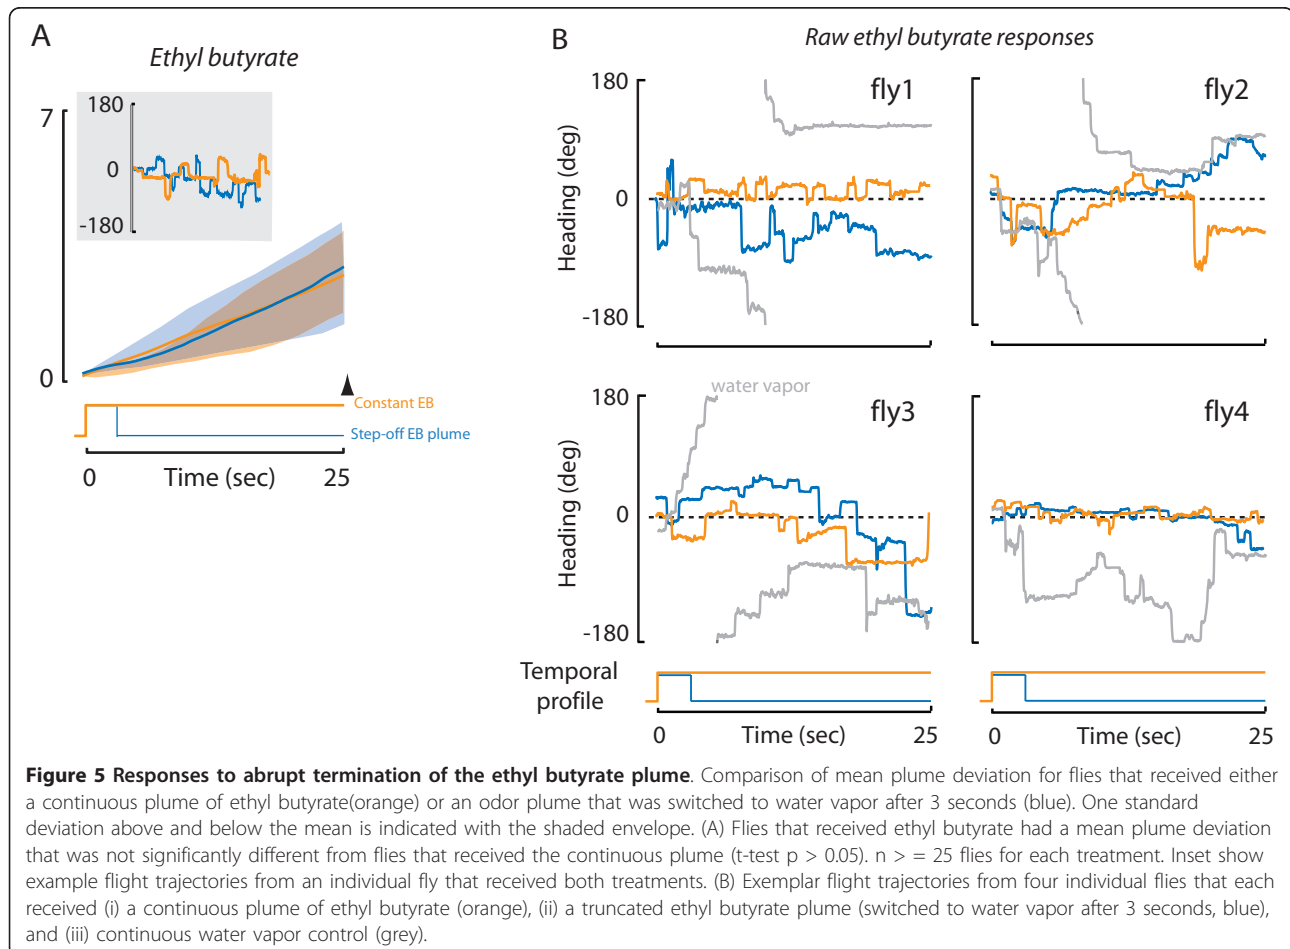 A
Ethyl butyrate
7
180
0
-180
0
Constant EB
Step-off EB plume
0
Time (sec)
25
B
Raw ethyl butyrate responses
180
fly1
fly2
Heading (deg)
0
-180
water vapor
180
fly3
fly4
Heading (deg)
0
-180
Temporal
profile
0
Time (sec)
25
0
Time (sec)
25
Figure 5 Responses to abrupt termination of the ethyl butyrate plume. Comparison of mean plume deviation for flies that received either
a continuous plume of ethyl butyrate(orange) or an odor plume that was switched to water vapor after 3 seconds (blue). One standard
deviation above and below the mean is indicated with the shaded envelope. (A) Flies that received ethyl butyrate had a mean plume deviation
that was not significantly different from flies that received the continuous plume (t-test p > 0.05). n > = 25 flies for each treatment. Inset show
example flight trajectories from an individual fly that received both treatments. (B) Exemplar flight trajectories from four individual flies that each
received (i) a continuous plume of ethyl butyrate (orange), (ii) a truncated ethyl butyrate plume (switched to water vapor after 3 seconds, blue),
and (iii) continuous water vapor control (grey).